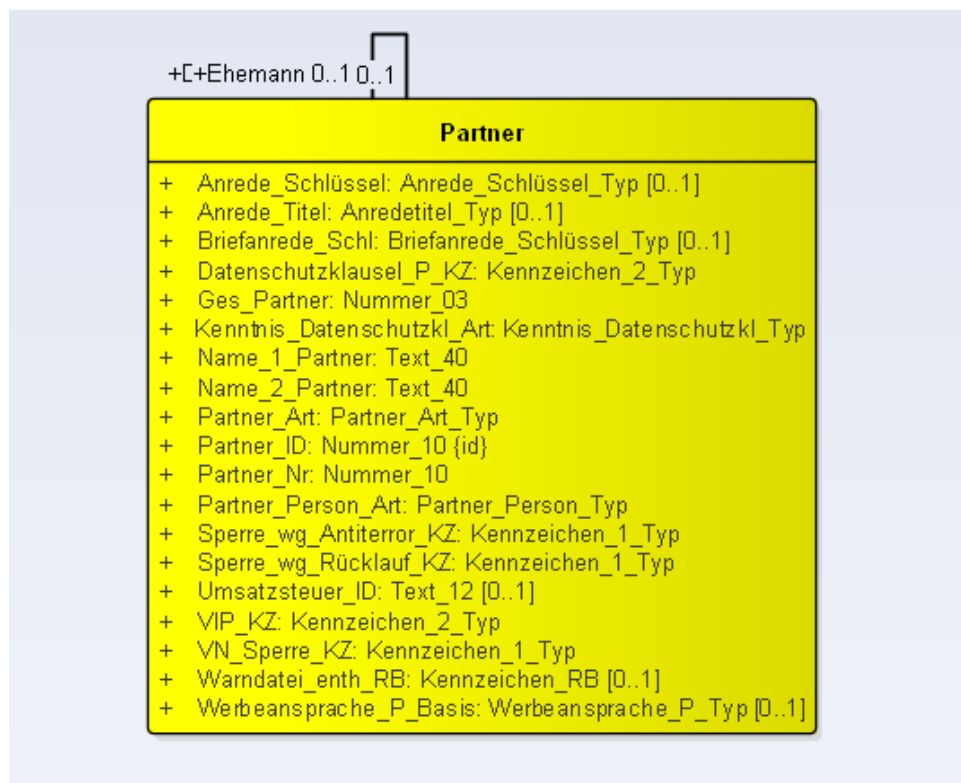 +Ehemann 0..1 0..1
Partner
+ Anrede_Schlüssel: Anrede_Schlüssel_Typ [0..1]
+ Anrede_Titel: Anredetitel_Typ [0..1]
+ Briefanrede_Schl: Briefanrede_Schlüssel_Typ [0..1]
+ Datenschutzklausel_P_KZ: Kennzeichen_2_Typ
+ Ges_Partner: Nummer_03
+ Kenntnis_Datenschutzkl_Art: Kenntnis_Datenschutzkl_Typ
+ Name_1_Partner: Text_40
+ Name_2_Partner: Text_40
+ Partner_Art: Partner_Art_Typ
+ Partner_ID: Nummer_10 {id}
+ Partner_Nr: Nummer_10
+ Partner_Person_Art: Partner_Person_Typ
+ Sperre_wg_Antiterror_KZ: Kennzeichen_1_Typ
+ Sperre_wg_Rücklauf_KZ: Kennzeichen_1_Typ
+ Umsatzsteuer_ID: Text_12 [0..1]
+ VIP_KZ: Kennzeichen_2_Typ
+ VN_Sperre_KZ: Kennzeichen_1_Typ
+ Warndatei_enth_RB: Kennzeichen_RB [0..1]
+ Werbeansprache_P_Basis: Werbeansprache_P_Typ [0..1]